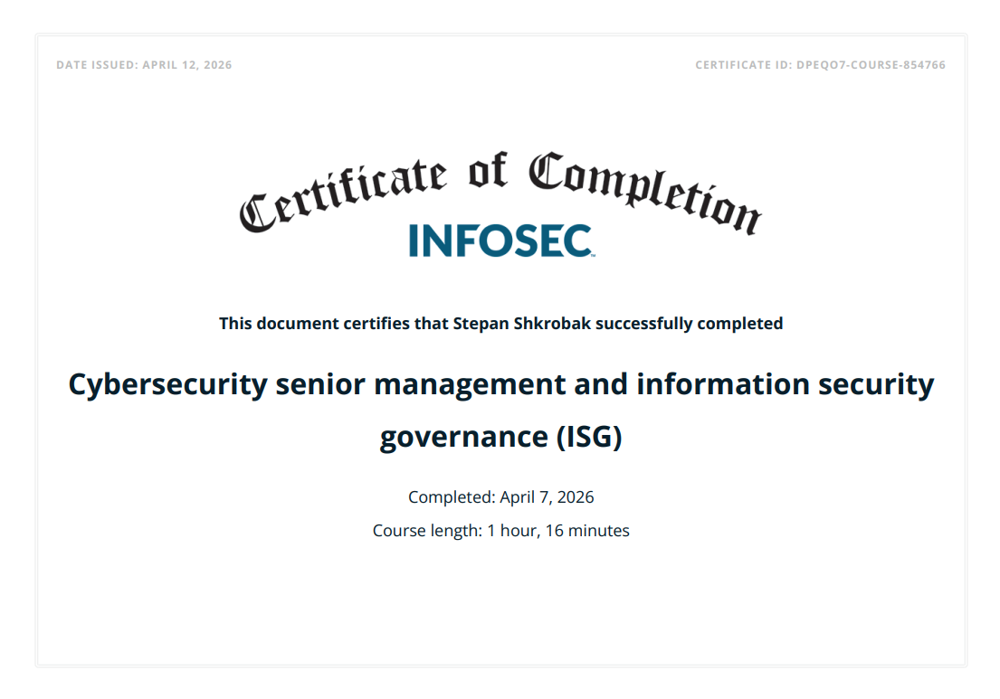 DATE ISSUED: APRIL 12, 2026
CERTIFICATE ID: DPEQO7-COURSE-854766
Certificate of Completion
INFOSEC™
This document certifies that Stepan Shkrobak successfully completed
Cybersecurity senior management and information security
governance (ISG)
Completed: April 7, 2026
Course length: 1 hour, 16 minutes